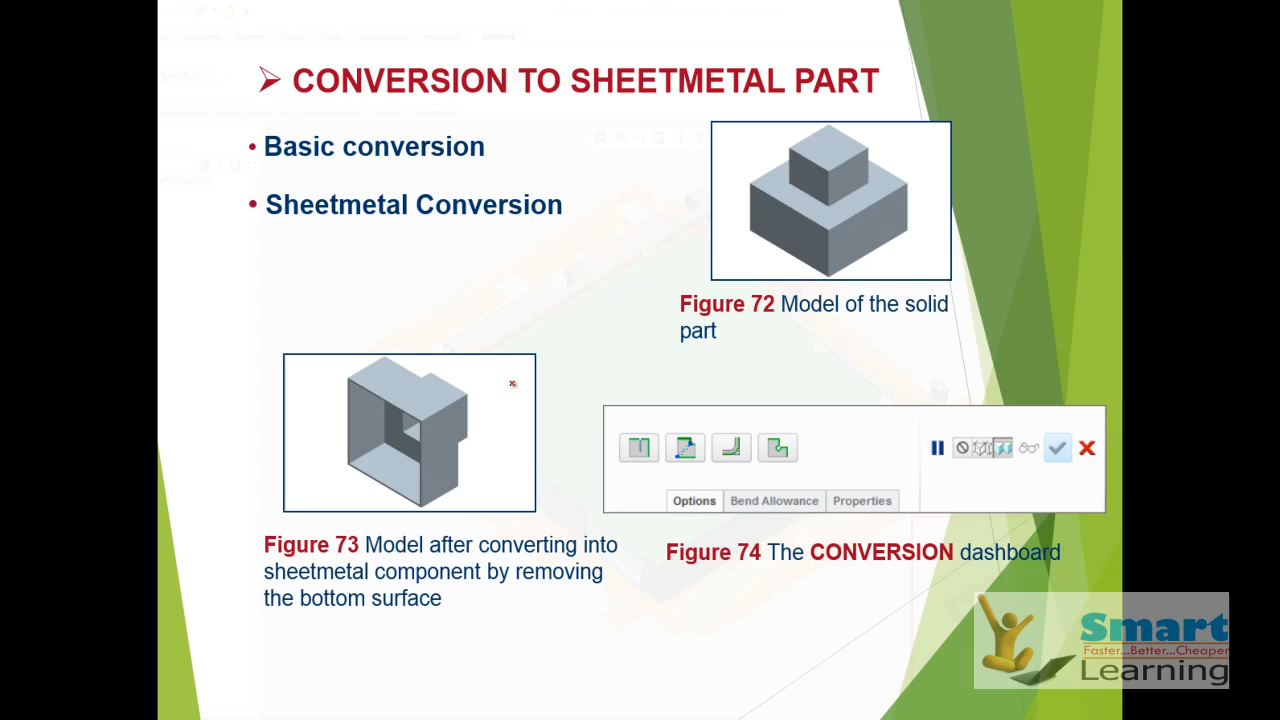 CONVERSION TO SHEETMETAL PART
• Basic conversion
• Sheetmetal Conversion
Figure 72 Model of the solid
part
Options Bend Allowance Properties
Figure 73 Model after converting into
sheetmetal component by removing
the bottom surface
Figure 74 The CONVERSION dashboard
Smart
Faster...Better...Cheaper
Learning